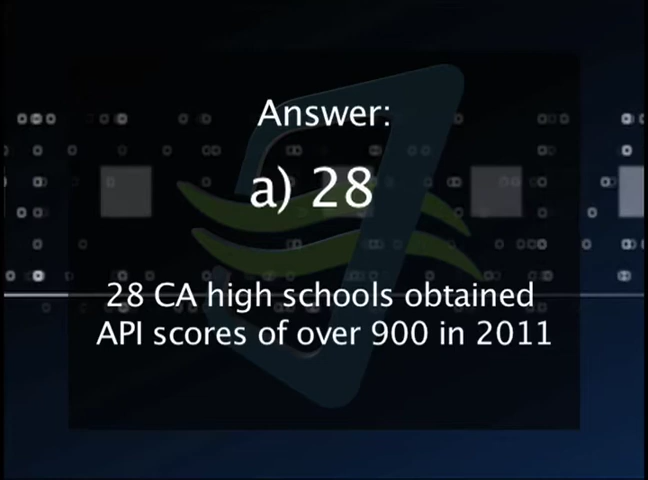 Answer:
a) 28
28 CA high schools obtained
API scores of over 900 in 2011